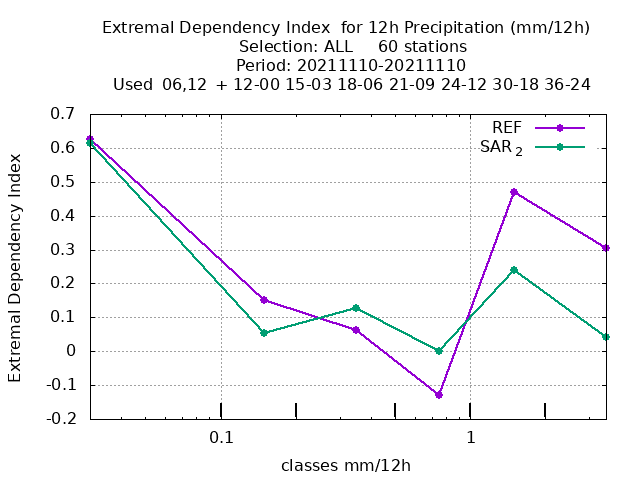 Extremal Dependency Index  for 12h Precipitation (mm/12h)
Selection: ALL     60 stations
Period: 20211110-20211110
Used  06,12  + 12-00 15-03 18-06 21-09 24-12 30-18 36-24
0.7
0.6
0.5
0.4
0.3
0.2
0.1
0
-0.1
-0.2
Extremal Dependency Index
REF
SAR 2
0.1
1
classes mm/12h